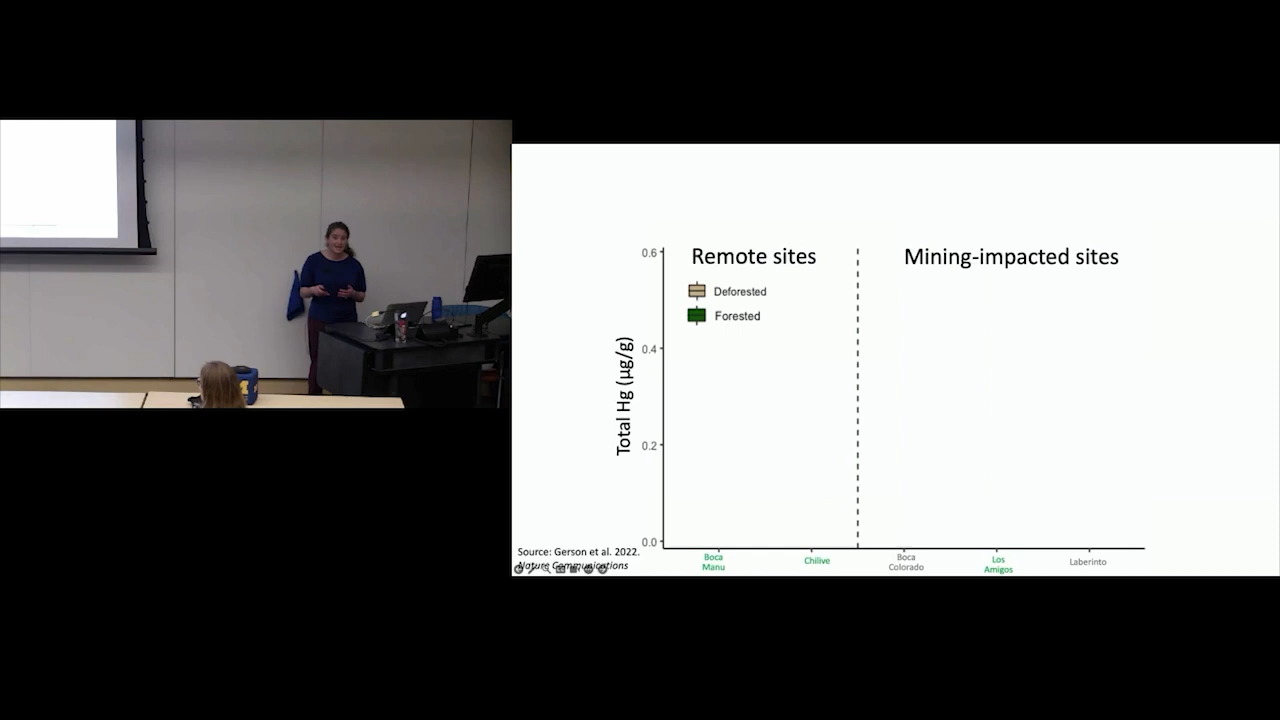 Remote sites
Mining-impacted sites
Deforested
Forested
Total Hg (µg/g)
0.6
0.4
0.2
0.0
Boca
Manu
Chilive
Boca
Colorado
Los
Amigos
Laberinto
Source: Gerson et al. 2022.
Nature Communications